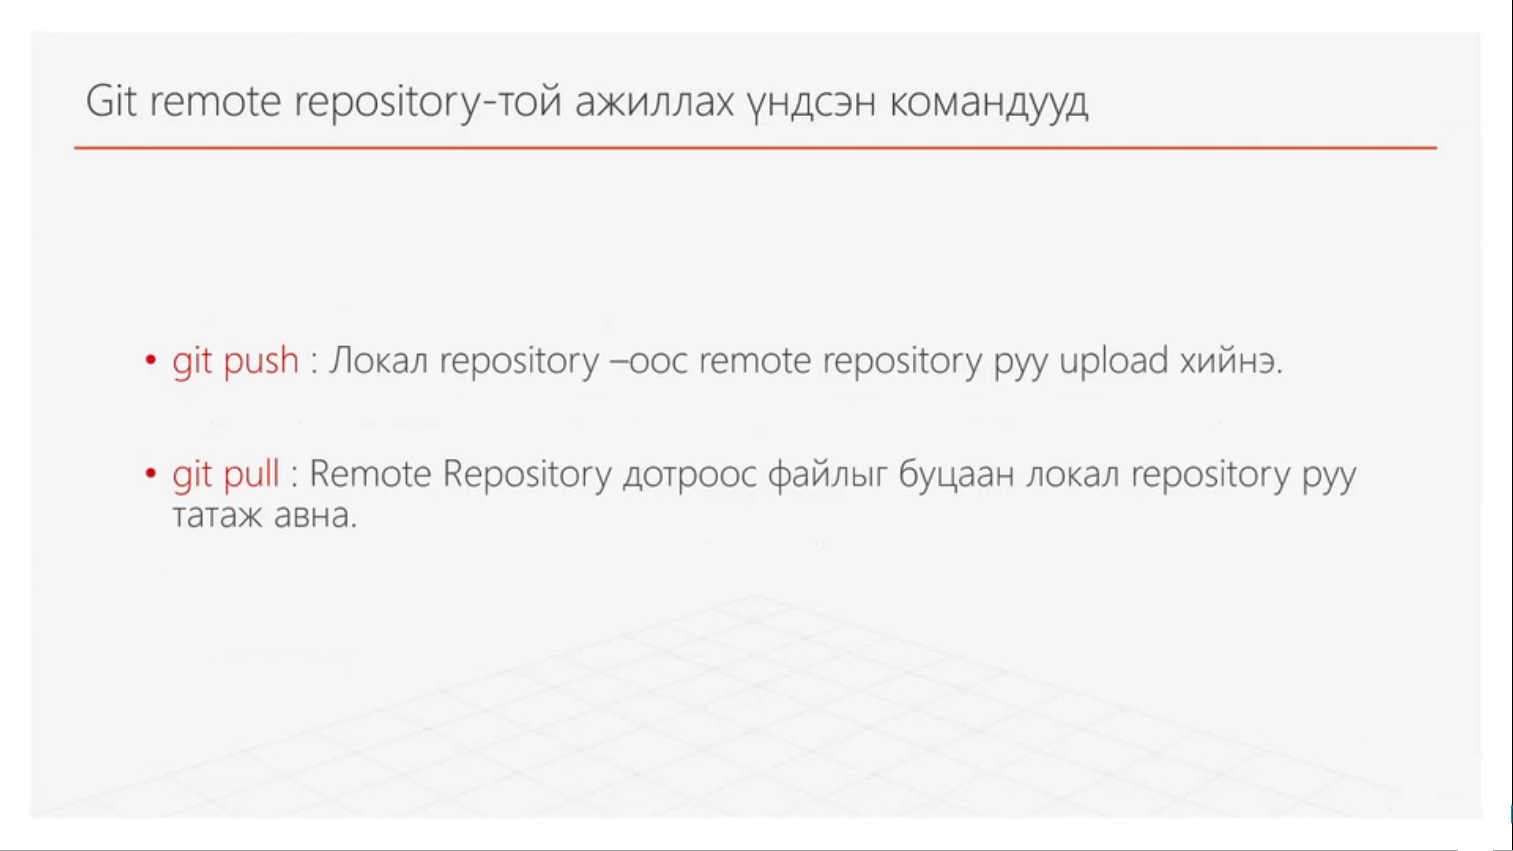 Git remote repository-той ажиллах үндсэн командууд
• git push : Локал repository –оос remote repository руу upload хийнэ.
• git pull : Remote Repository дотроос файлыг буцаан локал repository руу
татаж авна.